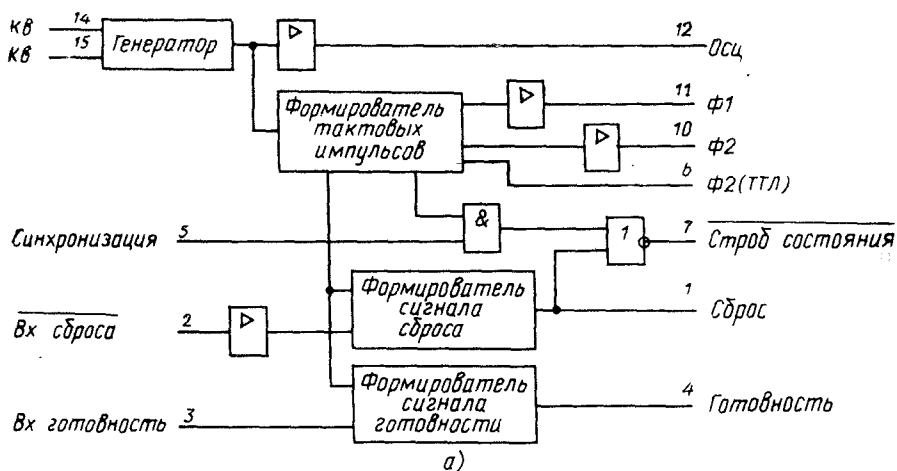 КВ 14
КВ 15
Генератор
▷
12 Осц
Формирователь
тактовых
импульсов
▷
11 Ф1
▷
10 Ф2
6 Ф2(ТТЛ)
Синхронизация 5
&
1
7 Строб состояния
Вх сброса 2
▷
Формирователь
сигнала
сброса
1 Сброс
Вх готовность 3
Формирователь
сигнала
готовности
4 Готовность
а)